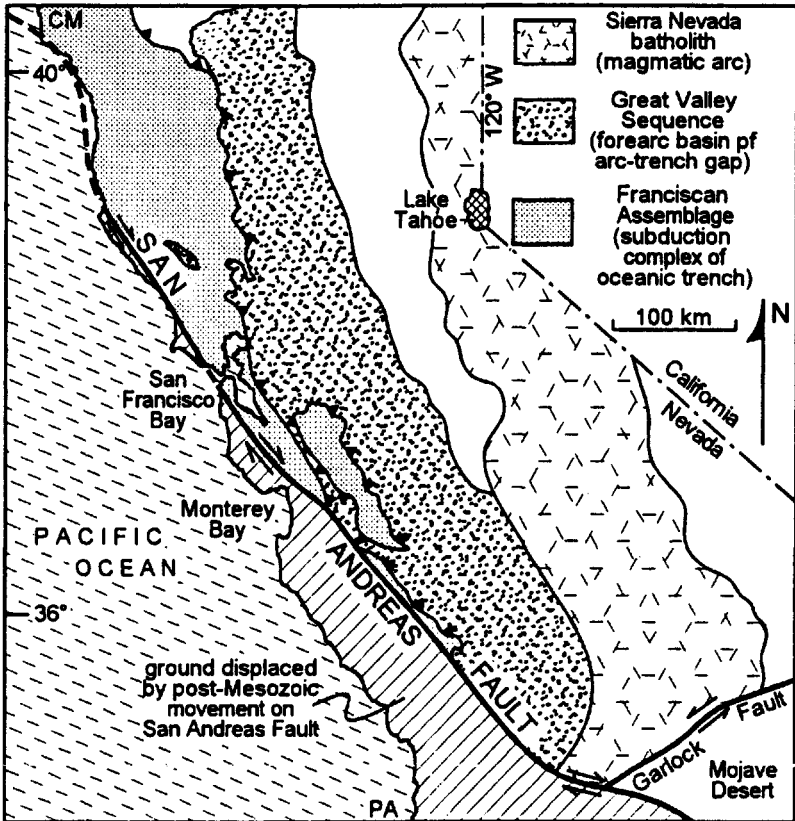 CM
40°
120° W
Sierra Nevada
batholith
(magmatic arc)
Great Valley
Sequence
(forearc basin pf
arc-trench gap)
Lake
Tahoe
Franciscan
Assemblage
(subduction
complex of
oceanic trench)
100 km
N
SAN
California
Nevada
San
Francisco
Bay
Monterey
Bay
PACIFIC
OCEAN
ANDREAS
36°
FAULT
ground displaced
by post-Mesozoic
movement on
San Andreas Fault
Garlock Fault
Mojave
Desert
PA